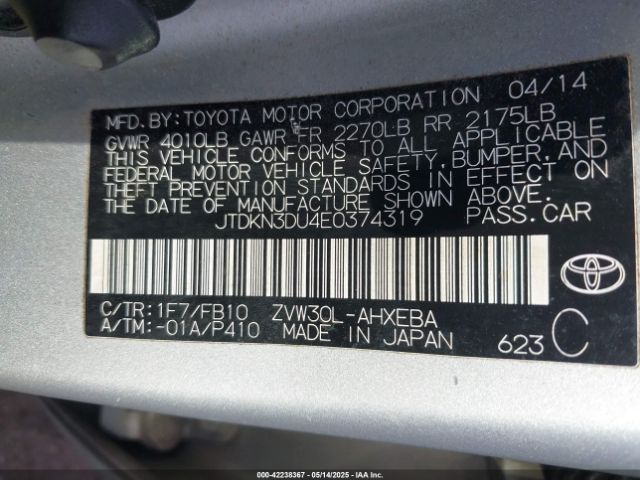 MFD. BY: TOYOTA MOTOR CORPORATION 04/14
GVWR 4010LB GAWR FR 2270LB RR 2175LB
THIS VEHICLE CONFORMS TO ALL APPLICABLE
FEDERAL MOTOR VEHICLE SAFETY, BUMPER, AND
THEFT PREVENTION STANDARDS IN EFFECT ON
THE DATE OF MANUFACTURE SHOWN ABOVE.
JTDKN3DU4E0374319 PASS.CAR
C/TR: 1F7/FB10 ZVW30L-AHXEBA
A/TM: -01A/P410 MADE IN JAPAN 623 C
000-42238367 - 05/14/2025 - IAAI.COM